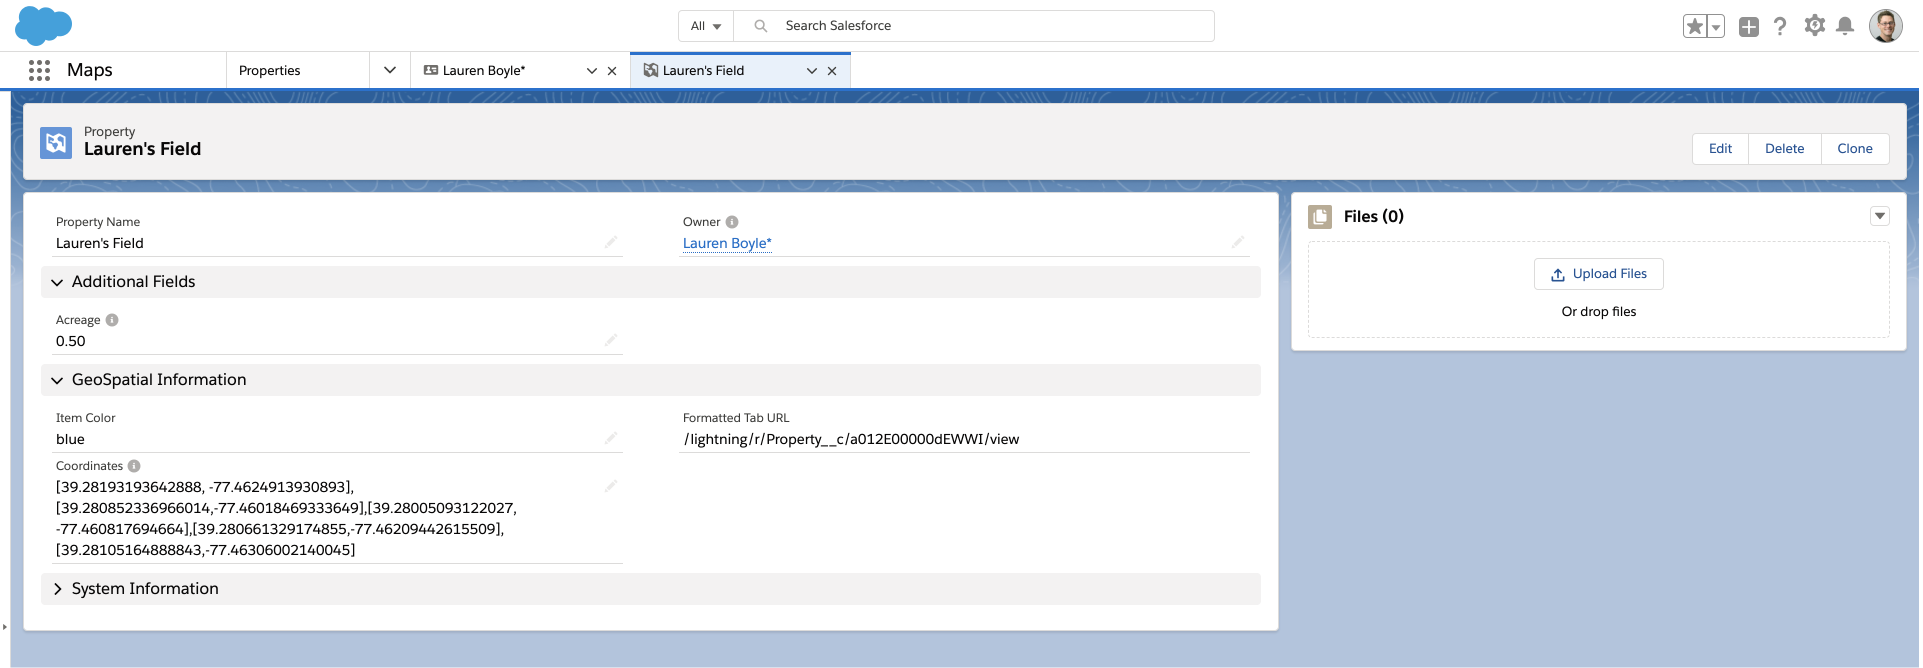 All
Search Salesforce
Maps
Properties
Lauren Boyle*
Lauren's Field
Property
Lauren's Field
Edit
Delete
Clone
Property Name
Lauren's Field
Owner
Lauren Boyle*
Additional Fields
Acreage
0.50
GeoSpatial Information
Item Color
blue
Formatted Tab URL
/lightning/r/Property__c/a012E00000dEWWI/view
Coordinates
[39.28193193642888, -77.4624913930893],
[39.280852336966014,-77.46018469333649],[39.28005093122027,
-77.460817694664],[39.280661329174855,-77.46209442615509],
[39.28105164888843,-77.46306002140045]
System Information
Files (0)
Upload Files
Or drop files